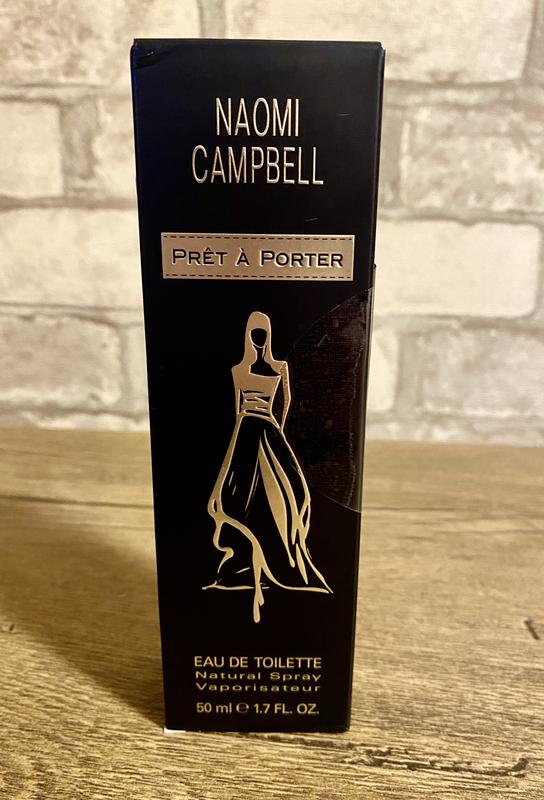 NAOMI
CAMPBELL
PRÊT À PORTER
EAU DE TOILETTE
Natural Spray
Vaporisateur
50 ml ℮ 1.7 FL. OZ.